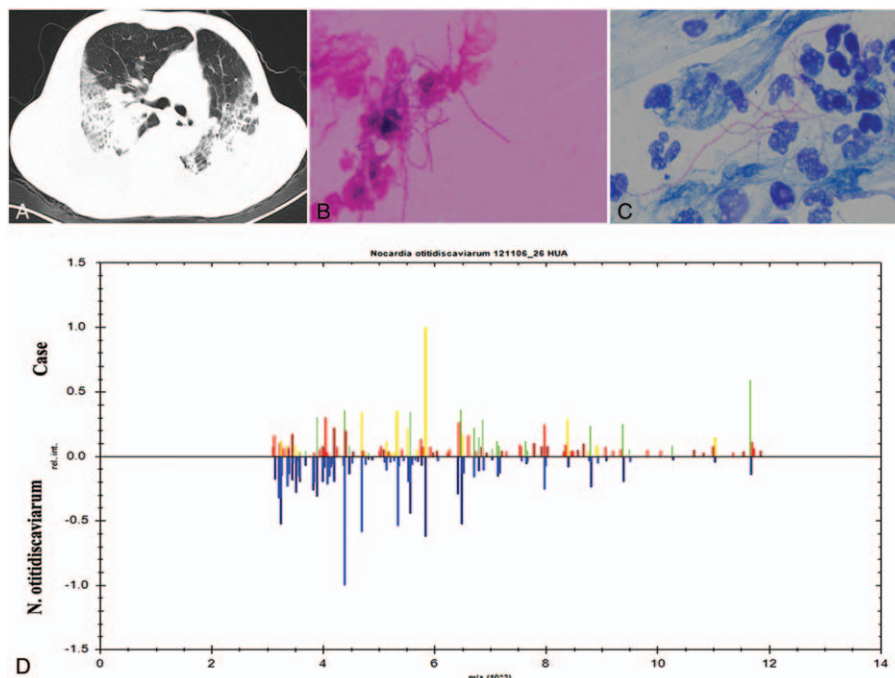 A
B
C
Nocardia otitidiscaviarum 121106_26 HUA
1.5
1.0
0.5
0.0
-0.5
-1.0
-1.5
Case
rel.int.
N. otitidiscaviarum
0 2 4 6 8 10 12 14
D